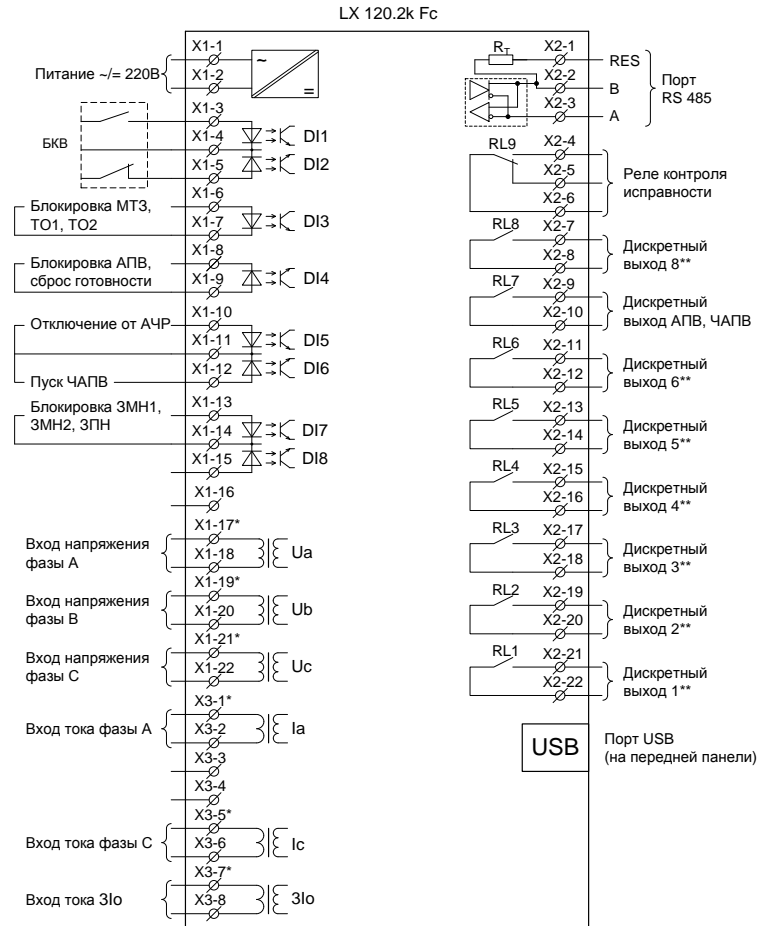 LX 120.2k Fc
X1-1
Питание ~/= 220В
X1-2
~
=
X1-3
БКВ
X1-4
DI1
X1-5
DI2
X1-6
Блокировка МТЗ,
ТО1, ТО2
X1-7
DI3
X1-8
Блокировка АПВ,
сброс готовности
X1-9
DI4
X1-10
Отключение от АЧР
X1-11
DI5
X1-12
DI6
Пуск ЧАПВ
X1-13
Блокировка ЗМН1,
ЗМН2, ЗПН
X1-14
DI7
X1-15
DI8
X1-16
X1-17*
Вход напряжения
фазы А
X1-18
Ua
X1-19*
Вход напряжения
фазы В
X1-20
Ub
X1-21*
Вход напряжения
фазы С
X1-22
Uc
X3-1*
Вход тока фазы А
X3-2
Ia
X3-3
X3-4
X3-5*
Вход тока фазы С
X3-6
Ic
X3-7*
Вход тока 3Io
X3-8
3Io
RT
X2-1
RES
X2-2
B
X2-3
A
Порт
RS 485
RL9
X2-4
X2-5
X2-6
Реле контроля
исправности
RL8
X2-7
X2-8
Дискретный
выход 8**
RL7
X2-9
X2-10
Дискретный
выход АПВ, ЧАПВ
RL6
X2-11
X2-12
Дискретный
выход 6**
RL5
X2-13
X2-14
Дискретный
выход 5**
RL4
X2-15
X2-16
Дискретный
выход 4**
RL3
X2-17
X2-18
Дискретный
выход 3**
RL2
X2-19
X2-20
Дискретный
выход 2**
RL1
X2-21
X2-22
Дискретный
выход 1**
USB
Порт USB
(на передней панели)